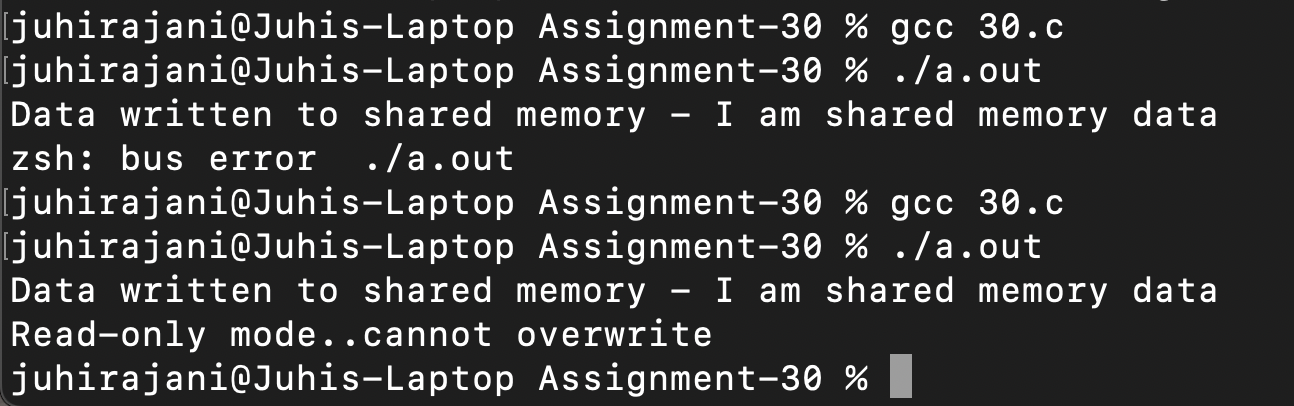 [juhirajani@Juhis-Laptop Assignment-30 % gcc 30.c
[juhirajani@Juhis-Laptop Assignment-30 % ./a.out
Data written to shared memory - I am shared memory data
zsh: bus error  ./a.out
[juhirajani@Juhis-Laptop Assignment-30 % gcc 30.c
[juhirajani@Juhis-Laptop Assignment-30 % ./a.out
Data written to shared memory - I am shared memory data
Read-only mode..cannot overwrite
juhirajani@Juhis-Laptop Assignment-30 %